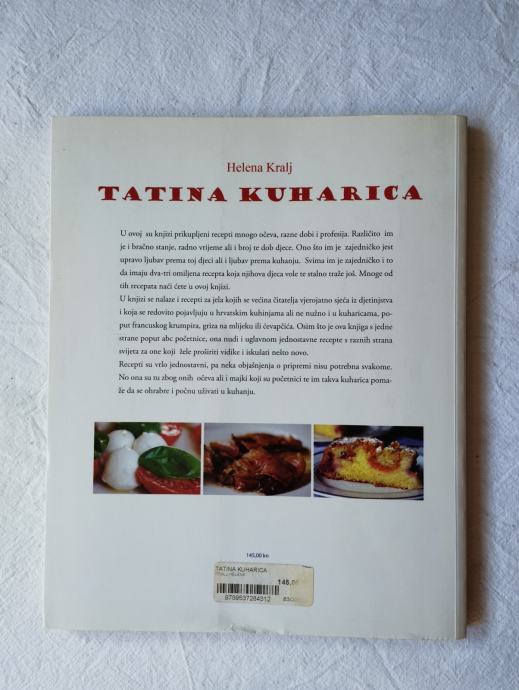 Helena Kralj
TATINA KUHARICA
U ovoj su knjizi prikupljeni recepti mnogo očeva, razne dobi i profesija. Različito im
je i bračno stanje, radno vrijeme ali i broj te dob djece. Ono što im je zajedničko jest
upravo ljubav prema toj djeci ali i ljubav prema kuhanju. Svima im je zajedničko i to
da imaju dva-tri omiljena recepta koja njihova djeca vole te stalno traže još. Mnoge od
tih recepata naći ćete u ovoj knjizi.
U knjizi se nalaze i recepti za jela kojih se većina čitatelja vjerojatno sjeća iz djetinjstva
i koja se redovito pojavljuju u hrvatskim kuhinjama ali ne nužno i u kuharicama, po-
put francuskog krumpira, griza na mlijeku ili ćevapčića. Osim što je ova knjiga s jedne
strane poput abc početnice, ona nudi i uglavnom jednostavne recepte s raznih strana
svijeta za one koji žele proširiti vidike i iskušati nešto novo.
Recepti su vrlo jednostavni, pa neka objašnjenja o pripremi nisu potrebna svakome.
No ona su tu zbog onih očeva ali i majki koji su početnici te im takva kuharica poma-
že da se ohrabre i počnu uživati u kuhanju.
145,00 kn
TATINA KUHARICA
145,00
9789537264312